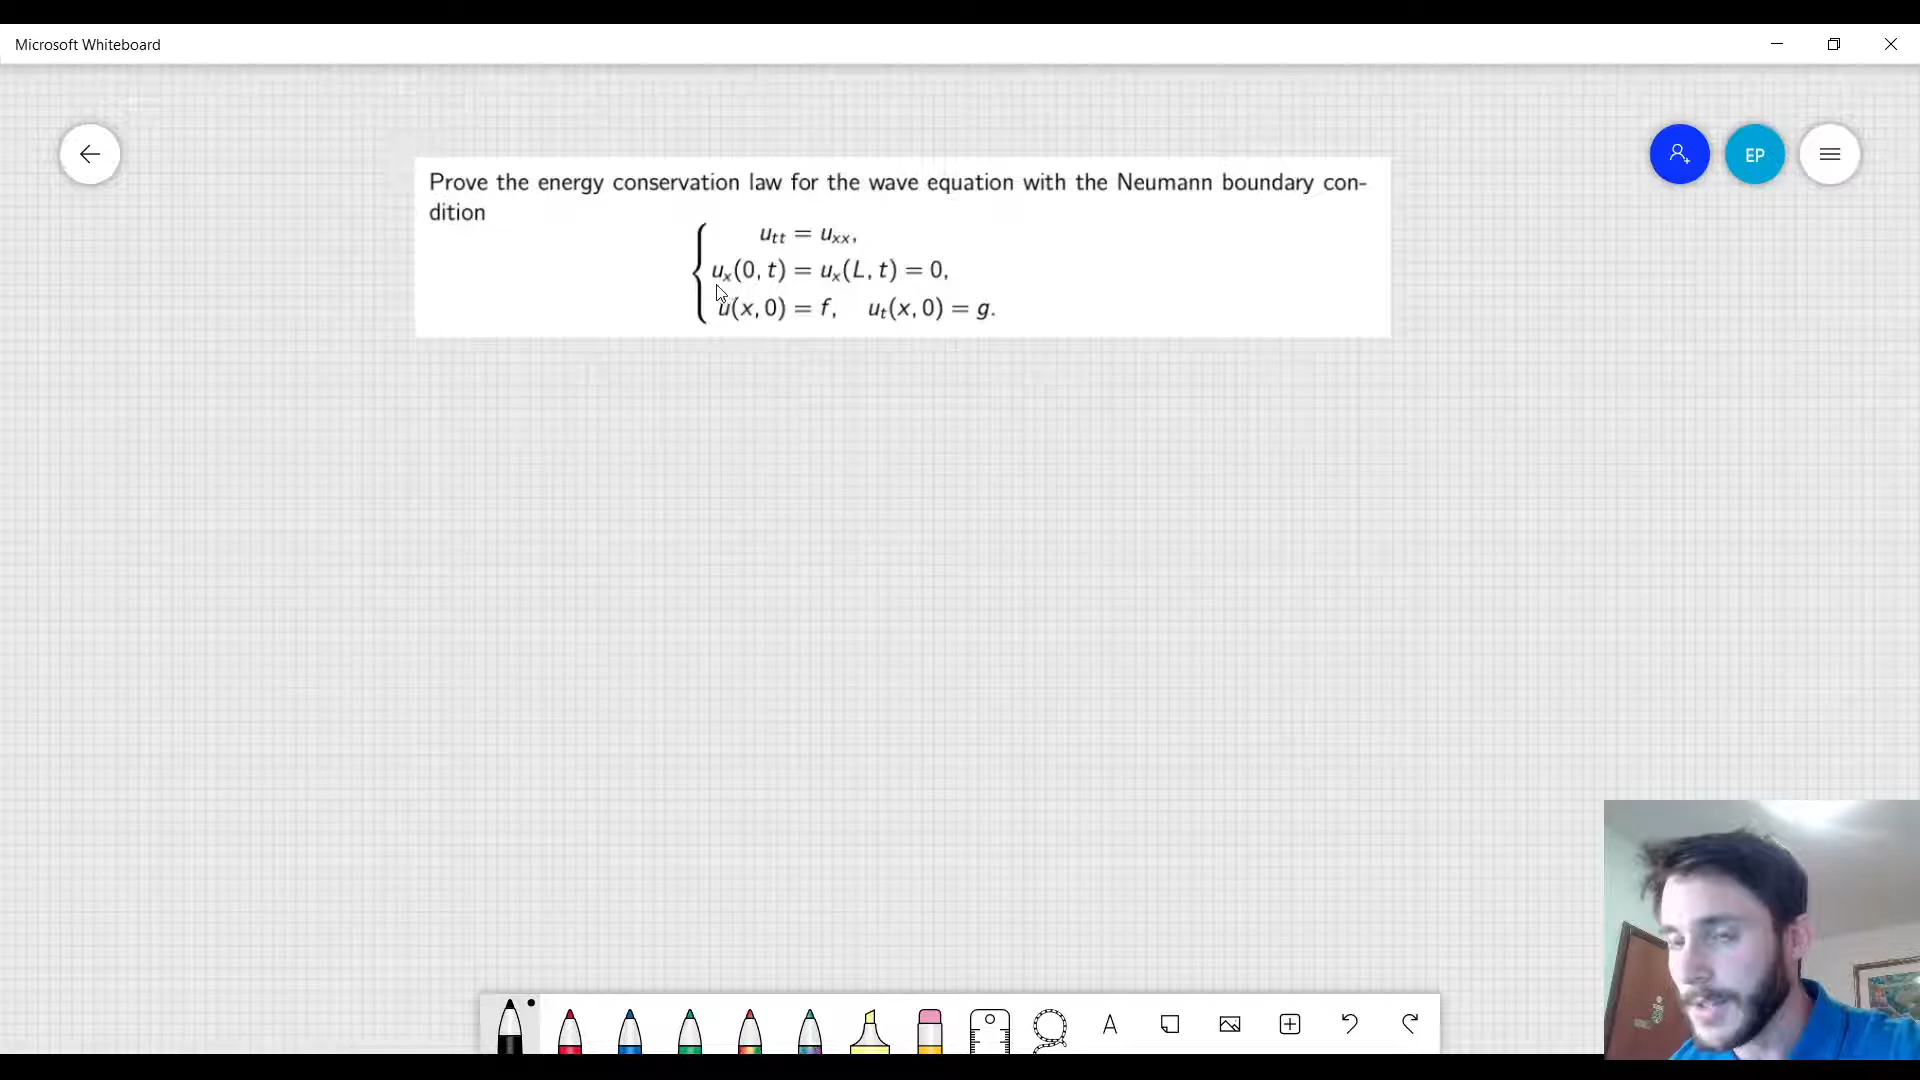 Microsoft Whiteboard
EP
Prove the energy conservation law for the wave equation with the Neumann boundary con-
dition
u_tt = u_xx,
u_x(0, t) = u_x(L, t) = 0,
u(x, 0) = f, u_t(x, 0) = g.
A